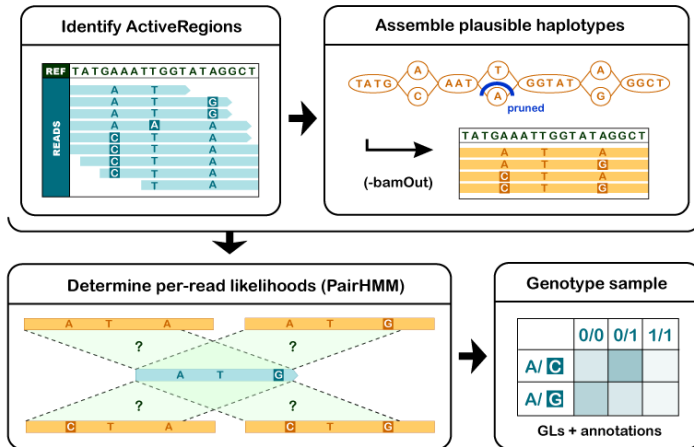 Identify ActiveRegions
REF TATGAAATTGGTATAGGCT
READS
A T
A T G
A T G
A A A
C T A
C T A
C T A
C T A
T A
Assemble plausible haplotypes
TATG A C AAT T A GGTAT A G GGCT
pruned
(-bamOut)
TATGAAATTGGTATAGGCT
A T A
A T G
C T A
C T G
Determine per-read likelihoods (PairHMM)
A T A A T G
? ?
A T G
? ?
C T A C T G
Genotype sample
0/0 0/1 1/1
A/ C
A/ G
GLs + annotations